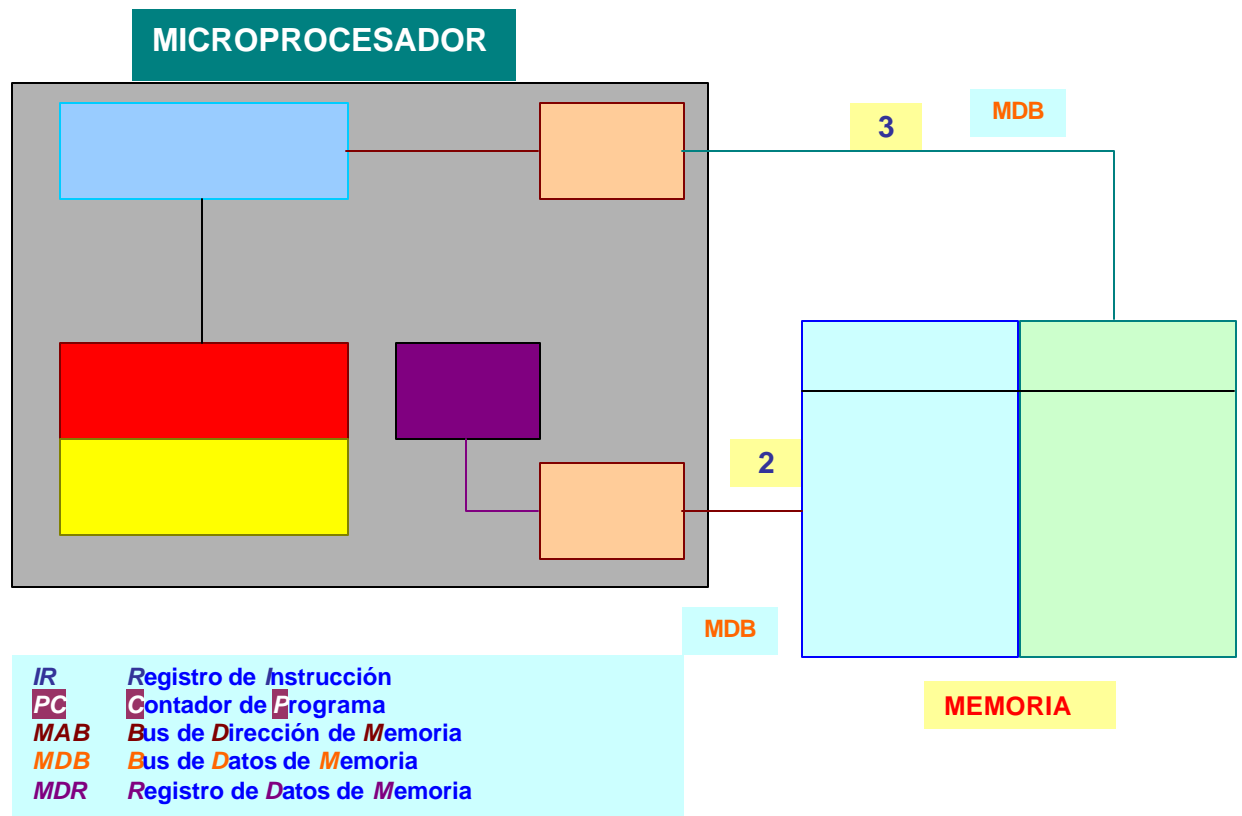 MICROPROCESADOR
3
MDB
2
MDB
IR Registro de Instrucción
PC Contador de Programa
MAB Bus de Dirección de Memoria
MDB Bus de Datos de Memoria
MDR Registro de Datos de Memoria
MEMORIA